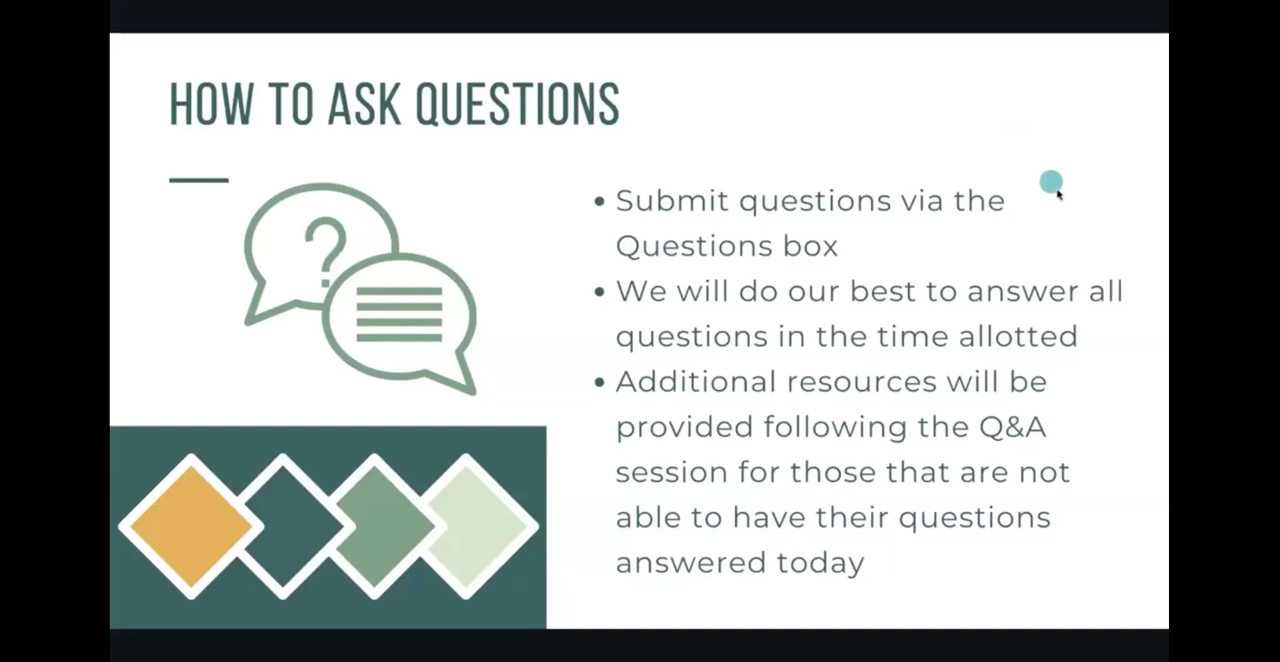 HOW TO ASK QUESTIONS
?
• Submit questions via the
Questions box
• We will do our best to answer all
questions in the time allotted
• Additional resources will be
provided following the Q&A
session for those that are not
able to have their questions
answered today